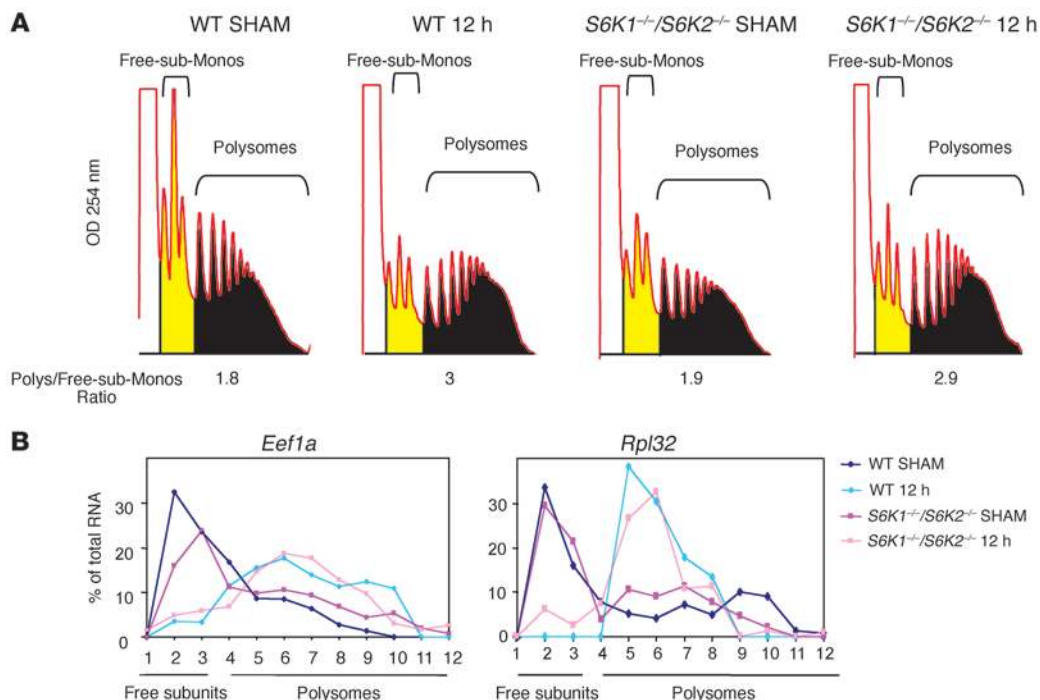 A
WT SHAM
WT 12 h
S6K1–/–/S6K2–/– SHAM
S6K1–/–/S6K2–/– 12 h
Free-sub-Monos
Free-sub-Monos
Free-sub-Monos
Free-sub-Monos
Polysomes
Polysomes
Polysomes
Polysomes
OD 254 nm
Polys/Free-sub-Monos
Ratio
1.8
3
1.9
2.9
B
Eef1a
Rpl32
% of total RNA
30
20
10
0
1 2 3 4 5 6 7 8 9 10 11 12
Free subunits
Polysomes
30
20
10
0
1 2 3 4 5 6 7 8 9 10 11 12
Free subunits
Polysomes
WT SHAM
WT 12 h
S6K1–/–/S6K2–/– SHAM
S6K1–/–/S6K2–/– 12 h